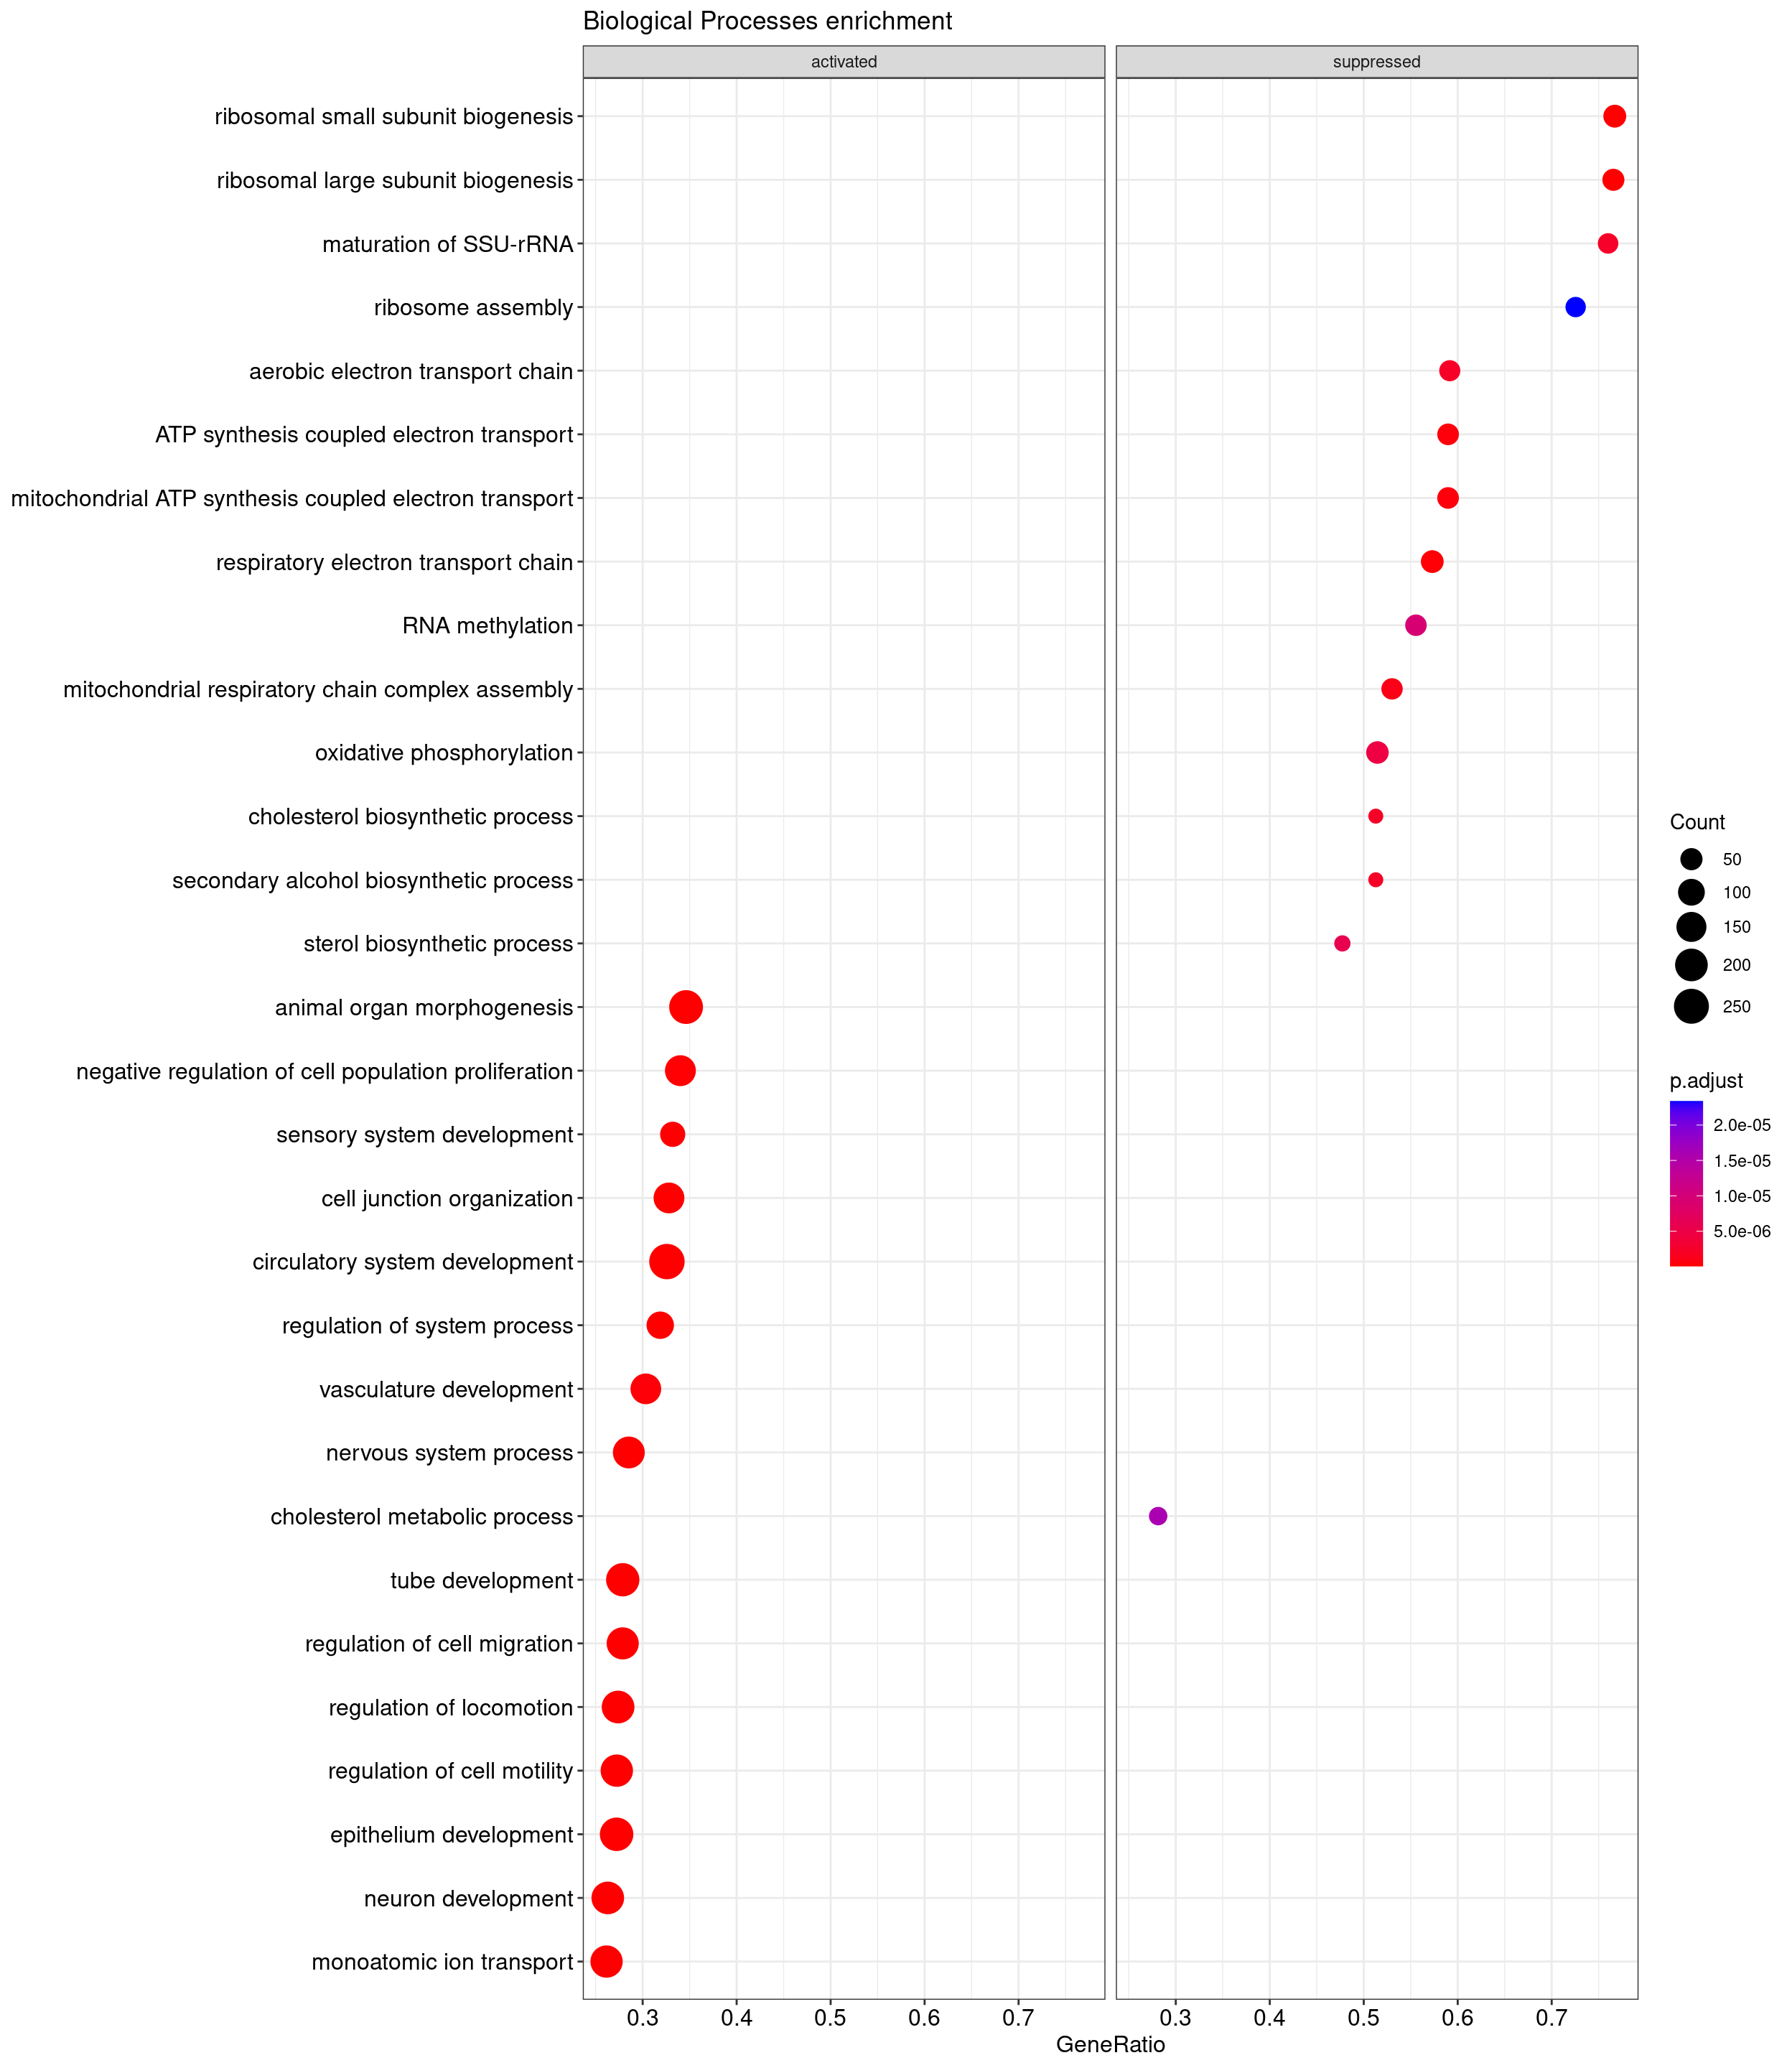 Biological Processes enrichment
activated
suppressed
ribosomal small subunit biogenesis
ribosomal large subunit biogenesis
maturation of SSU-rRNA
ribosome assembly
aerobic electron transport chain
ATP synthesis coupled electron transport
mitochondrial ATP synthesis coupled electron transport
respiratory electron transport chain
RNA methylation
mitochondrial respiratory chain complex assembly
oxidative phosphorylation
cholesterol biosynthetic process
secondary alcohol biosynthetic process
sterol biosynthetic process
animal organ morphogenesis
negative regulation of cell population proliferation
sensory system development
cell junction organization
circulatory system development
regulation of system process
vasculature development
nervous system process
cholesterol metabolic process
tube development
regulation of cell migration
regulation of locomotion
regulation of cell motility
epithelium development
neuron development
monoatomic ion transport
0.3 0.4 0.5 0.6 0.7
0.3 0.4 0.5 0.6 0.7
GeneRatio
Count
50
100
150
200
250
p.adjust
2.0e-05
1.5e-05
1.0e-05
5.0e-06